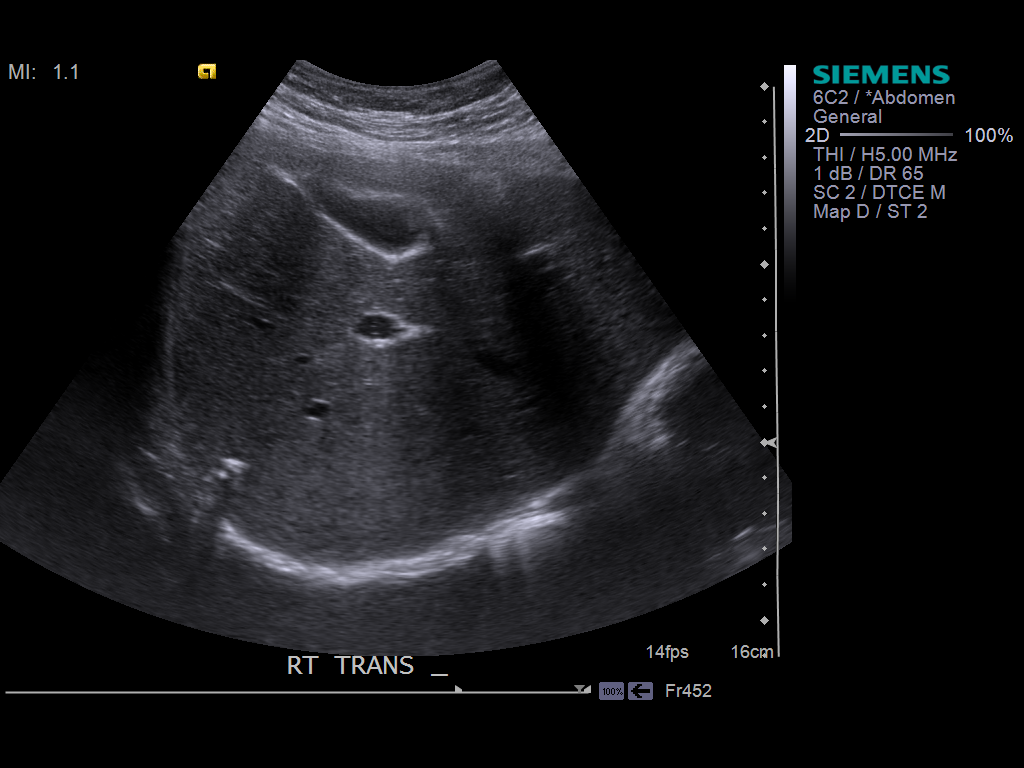 MI: 1.1
SIEMENS
6C2 / *Abdomen
General
2D 100%
THI / H5.00 MHz
1 dB / DR 65
SC 2 / DTCE M
Map D / ST 2
14fps 16cm
RT TRANS _
100% Fr452